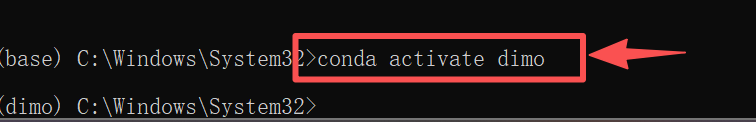 (base) C:\Windows\System32>conda activate dimo
(dimo) C:\Windows\System32>